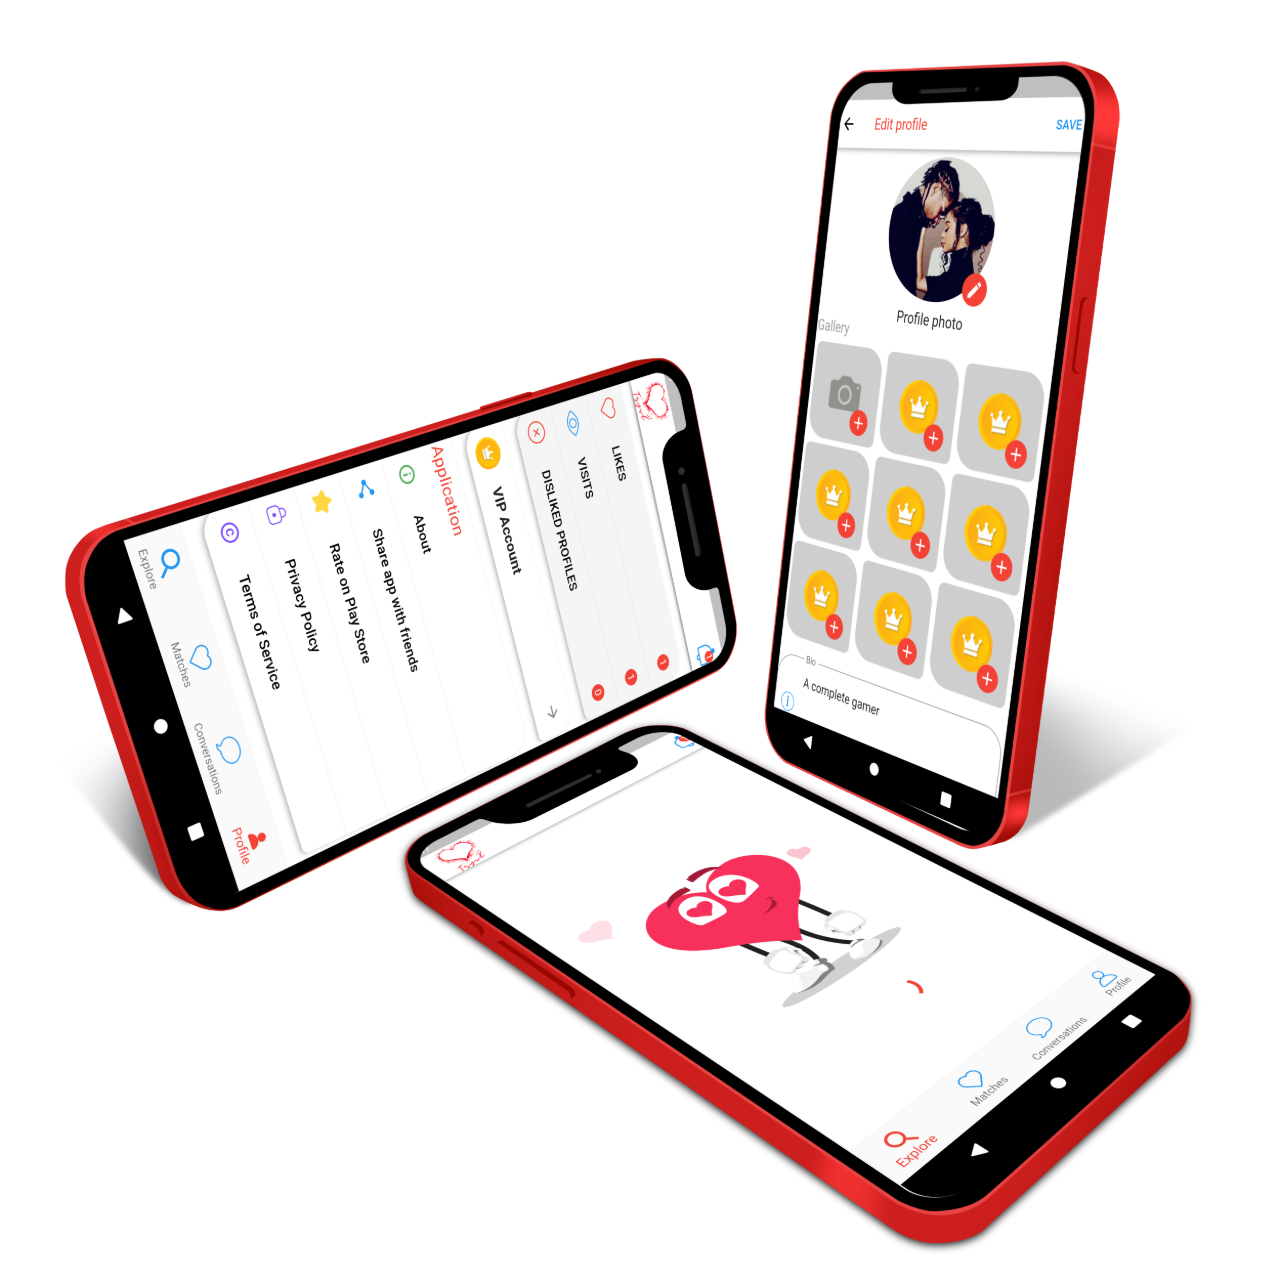 Edit profile
SAVE
Profile photo
Gallery
Bio
A complete gamer
LIKES
1
VISITS
1
DISLIKED PROFILES
0
VIP Account
Application
About
Share app with friends
Rate on Play Store
Privacy Policy
Terms of Service
Explore
Matches
Conversations
Profile
1
Explore
Matches
Conversations
Profile